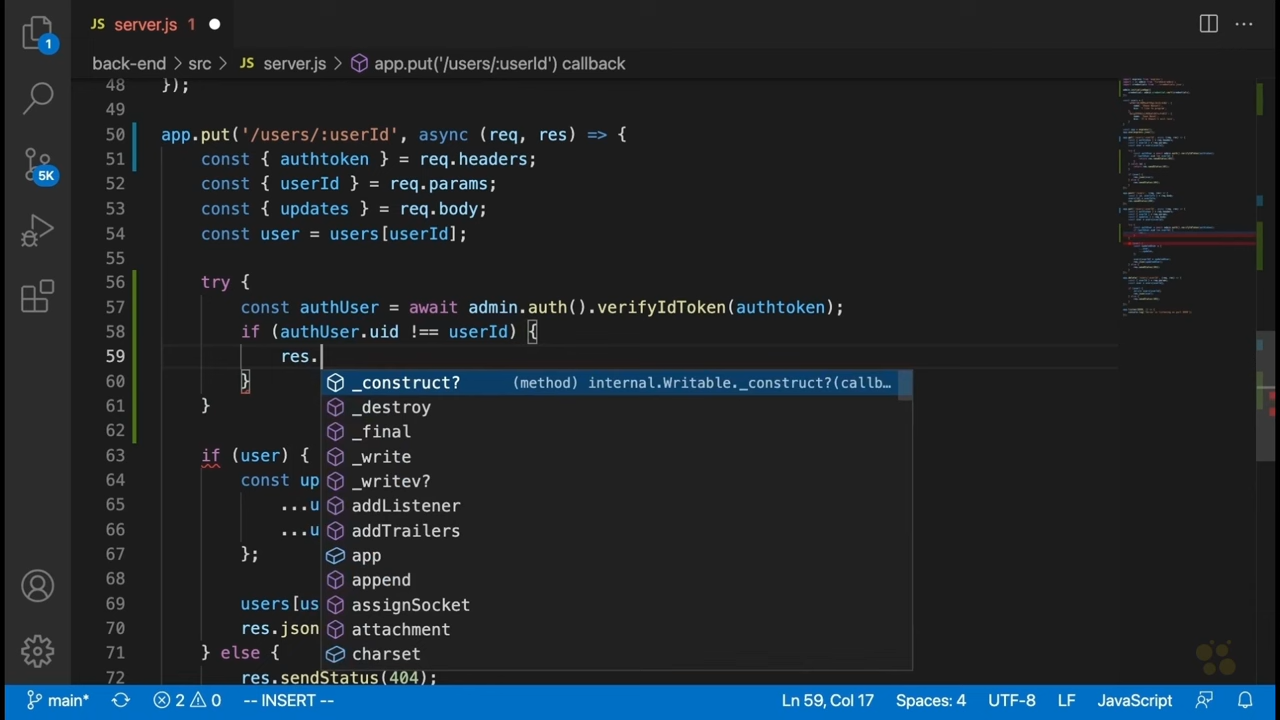 JS server.js 1
1
back-end > src > JS server.js > app.put('/users/:userId') callback
48 });
49
50 app.put('/users/:userId', async (req, res) => {
51 const { authtoken } = req.headers;
52 const { userId } = req.params;
53 const { updates } = req.body;
54 const user = users[userId];
55
56 try {
57 const authUser = await admin.auth().verifyIdToken(authtoken);
58 if (authUser.uid !== userId) {
59 res.
60 }
_construct? (method) internal.Writable._construct?(callb…
61 }
_destroy
62
_final
63 if (user) {
_write
64 const up
_writev?
65 ...u
addListener
66 ...u
addTrailers
67 };
app
68
append
69 users[us
assignSocket
70 res.json
attachment
71 } else {
charset
72 res.sendStatus(404);
5K
main* 2 0 -- INSERT -- Ln 59, Col 17 Spaces: 4 UTF-8 LF JavaScript